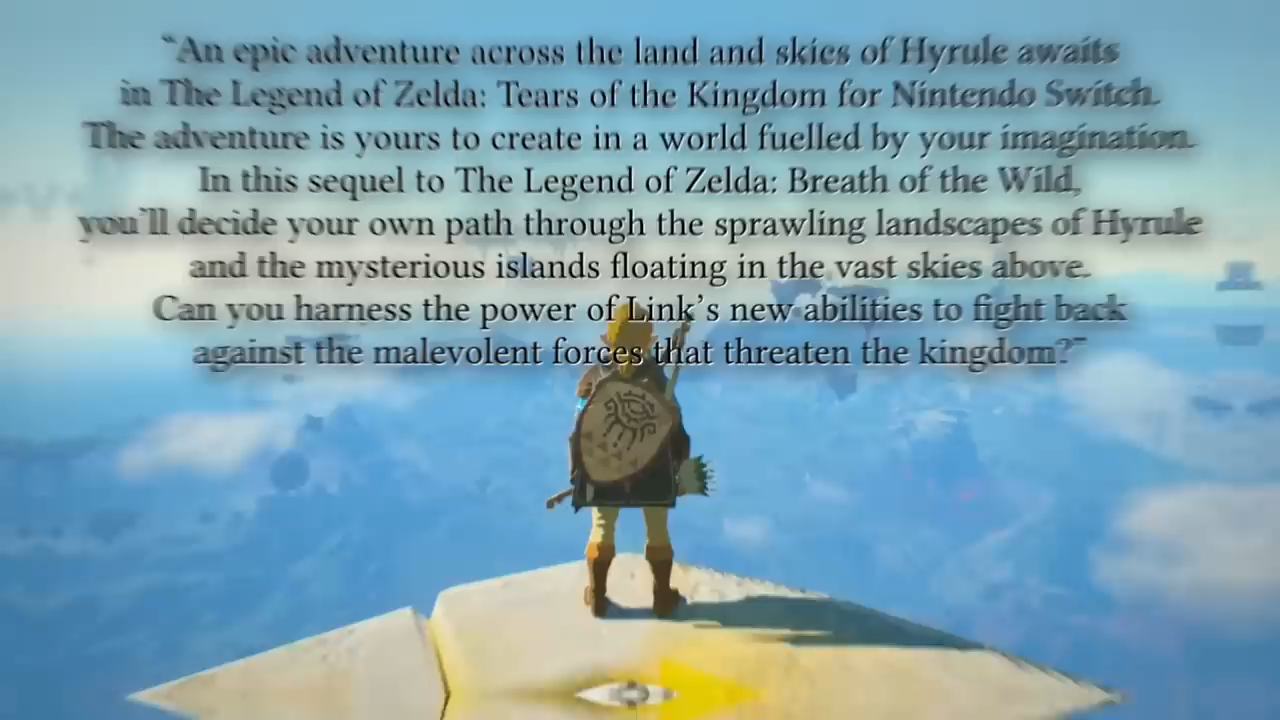 “An epic adventure across the land and skies of Hyrule awaits
in The Legend of Zelda: Tears of the Kingdom for Nintendo Switch.
The adventure is yours to create in a world fuelled by your imagination.
In this sequel to The Legend of Zelda: Breath of the Wild,
you’ll decide your own path through the sprawling landscapes of Hyrule
and the mysterious islands floating in the vast skies above.
Can you harness the power of Link’s new abilities to fight back
against the malevolent forces that threaten the kingdom?”